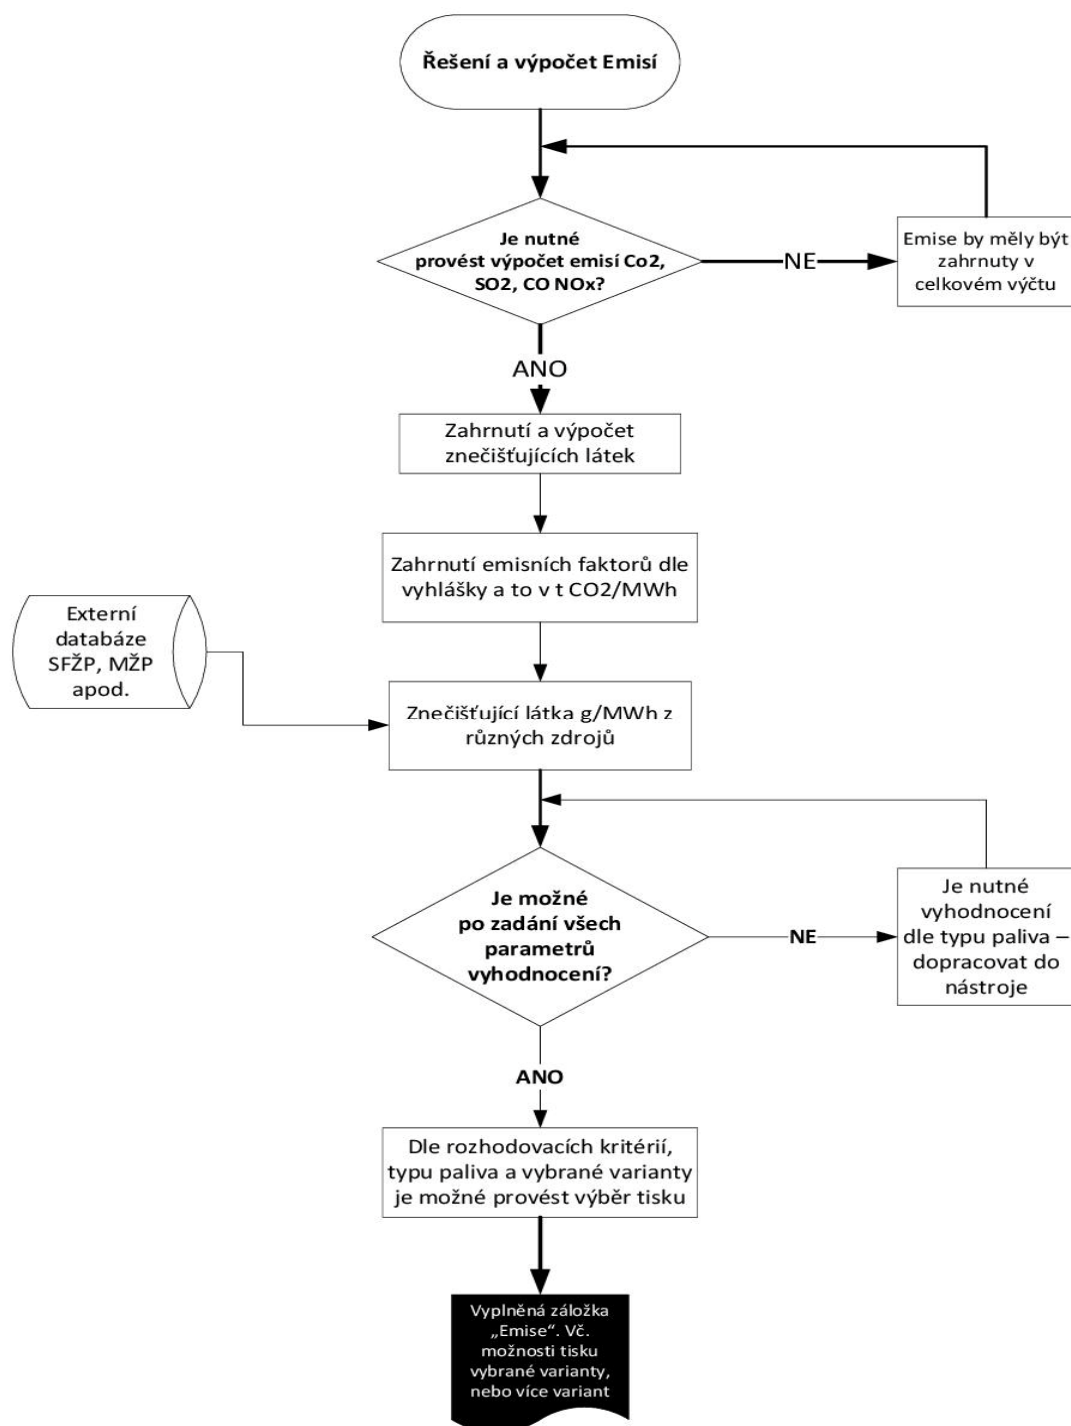 Řešení a výpočet Emisí
Je nutné
provést výpočet emisí Co2,
SO2, CO NOx?
NE
Emise by měly být
zahrnuty v
celkovém výčtu
ANO
Zahrnutí a výpočet
znečišťujících látek
Zahrnutí emisních faktorů dle
vyhlášky a to v t CO2/MWh
Externí
databáze
SFŽP, MŽP
apod.
Znečišťující látka g/MWh z
různých zdrojů
Je možné
po zadání všech
parametrů
vyhodnocení?
NE
Je nutné
vyhodnocení
dle typu paliva –
dopracovat do
nástroje
ANO
Dle rozhodovacích kritérií,
typu paliva a vybrané varianty
je možné provést výběr tisku
Vyplněná záložka
„Emise“. Vč.
možnosti tisku
vybrané varianty,
nebo více variant